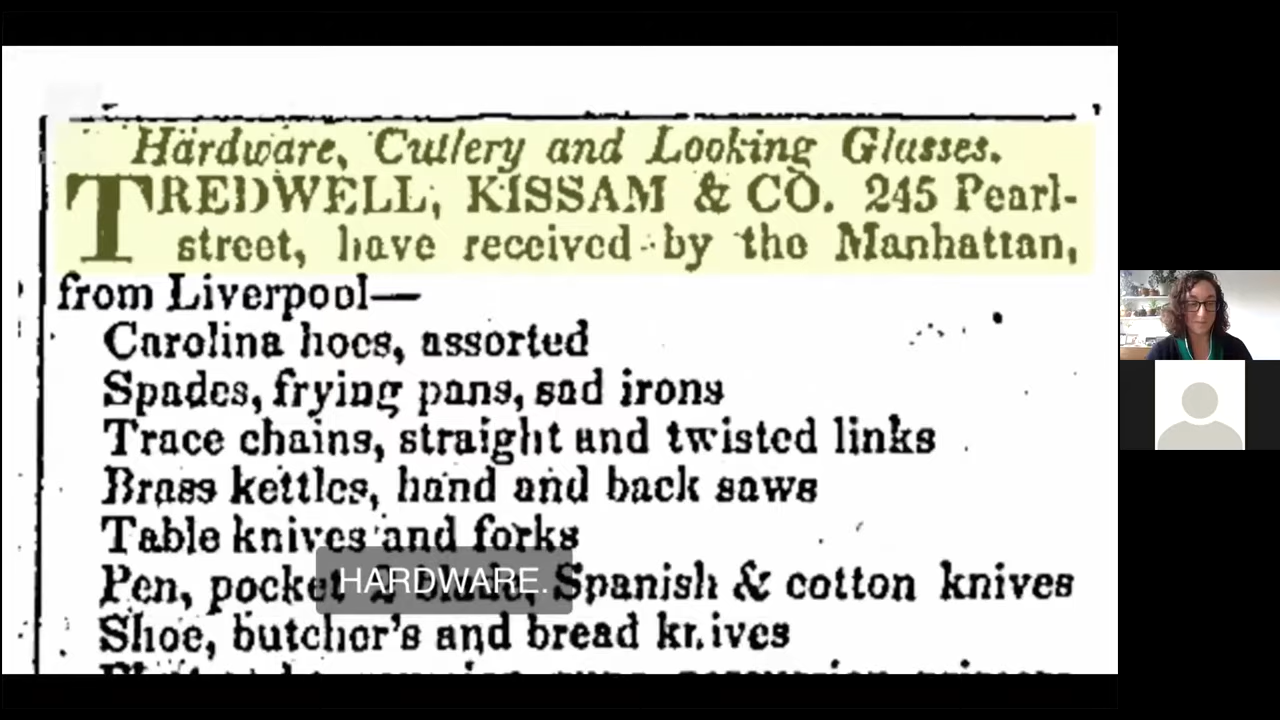 Hardware, Cutlery and Looking Glasses.
TREDWELL, KISSAM & CO. 245 Pearl-
street, have received by the Manhattan,
from Liverpool—
Carolina hoes, assorted
Spades, frying pans, sad irons
Trace chains, straight and twisted links
Brass kettles, hand and back saws
Table knives and forks
Pen, pocket & blade, Spanish & cotton knives
HARDWARE.
Shoe, butcher's and bread knives